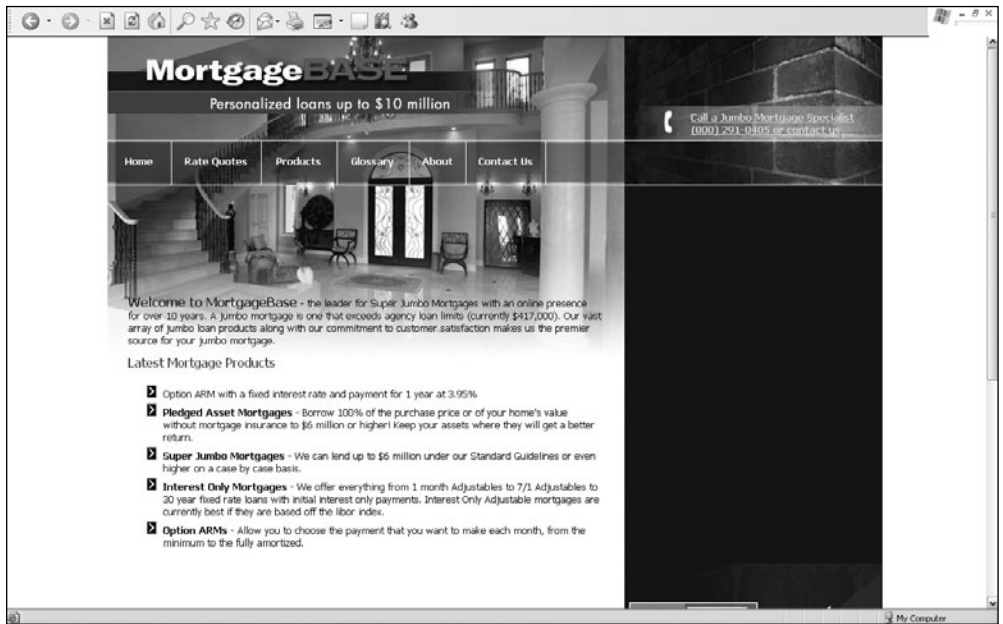 MortgageBASE
Personalized loans up to $10 million
Call a Jumbo Mortgage Specialist
(800) 291-0405 or contact us
Home
Rate Quotes
Products
Glossary
About
Contact Us
Welcome to MortgageBase - the leader for Super Jumbo Mortgages with an online presence
for over 10 years. A jumbo mortgage is one that exceeds agency loan limits (currently $417,000). Our vast
array of jumbo loan products along with our commitment to customer satisfaction makes us the premier
source for your jumbo mortgage.
Latest Mortgage Products
Option ARM with a fixed interest rate and payment for 1 year at 3.95%
Pledged Asset Mortgages - Borrow 100% of the purchase price or of your home's value
without mortgage insurance to $6 million or higher! Keep your assets where they will get a better
return.
Super Jumbo Mortgages - We can lend up to $6 million under our Standard Guidelines or even
higher on a case by case basis.
Interest Only Mortgages - We offer everything from 1 month Adjustables to 7/1 Adjustables to
30 year fixed rate loans with initial interest only payments. Interest Only Adjustable mortgages are
currently best if they are based off the libor index.
Option ARMs - Allow you to choose the payment that you want to make each month, from the
minimum to the fully amortized.
My Computer